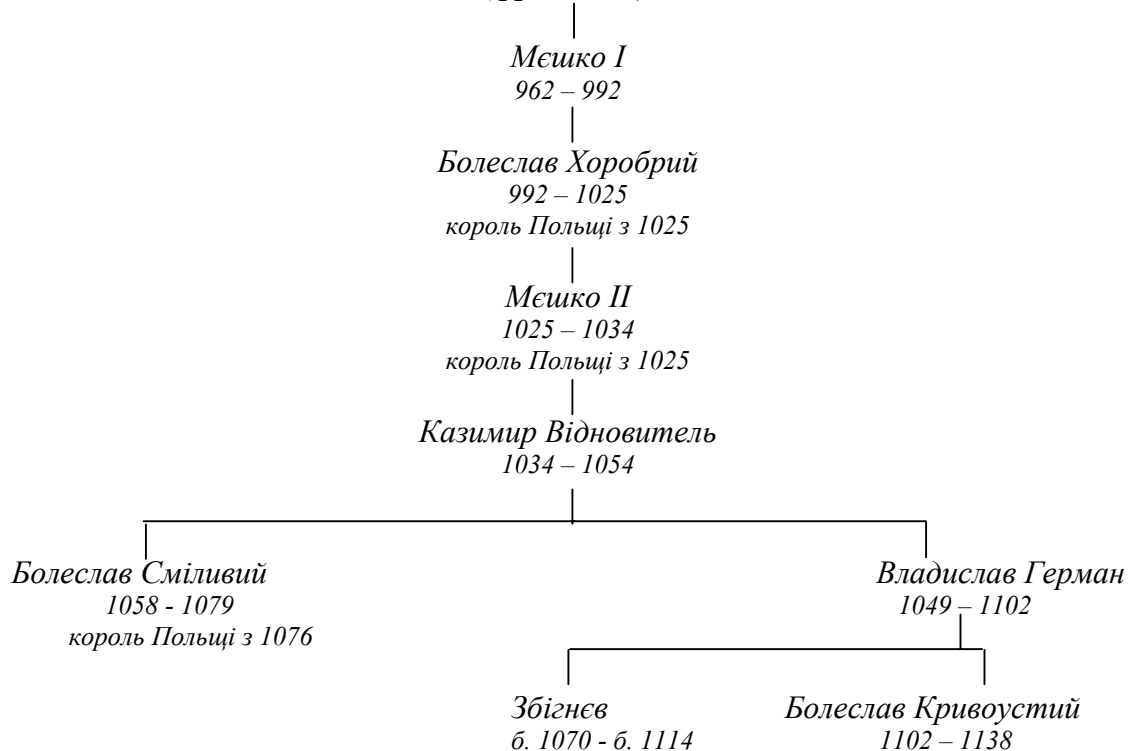 Мєшко I
962 – 992
Болеслав Хоробрий
992 – 1025
король Польщі з 1025
Мєшко II
1025 – 1034
король Польщі з 1025
Казимир Відновитель
1034 – 1054
Болеслав Сміливий
1058 - 1079
король Польщі з 1076
Владислав Герман
1049 – 1102
Збігнєв
б. 1070 - б. 1114
Болеслав Кривоустий
1102 – 1138